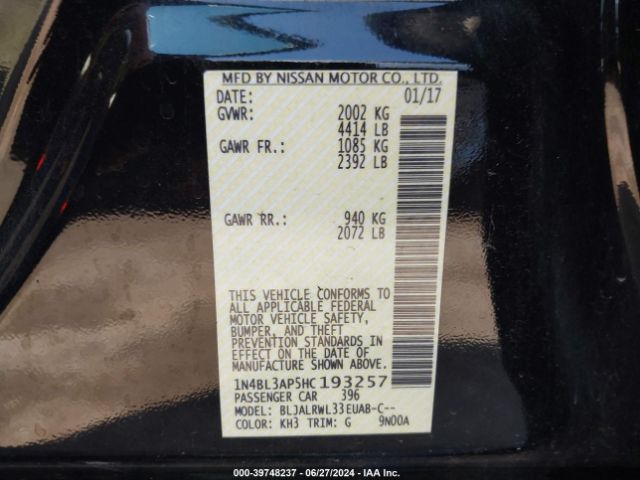 MFD BY NISSAN MOTOR CO., LTD.
DATE: 01/17
GVWR: 2002 KG
4414 LB
GAWR FR.: 1085 KG
2392 LB
GAWR RR.: 940 KG
2072 LB
THIS VEHICLE CONFORMS TO
ALL APPLICABLE FEDERAL
MOTOR VEHICLE SAFETY,
BUMPER, AND THEFT
PREVENTION STANDARDS
IN EFFECT ON THE DATE OF
MANUFACTURE SHOWN ABOVE.
1N4BL3AP5HC193257
PASSENGER CAR 396
MODEL: BLJALRWL33EUAB-C--
COLOR: KH3 TRIM: G 9N00A
000-39748237 - 06/27/2024 - IAA Inc.